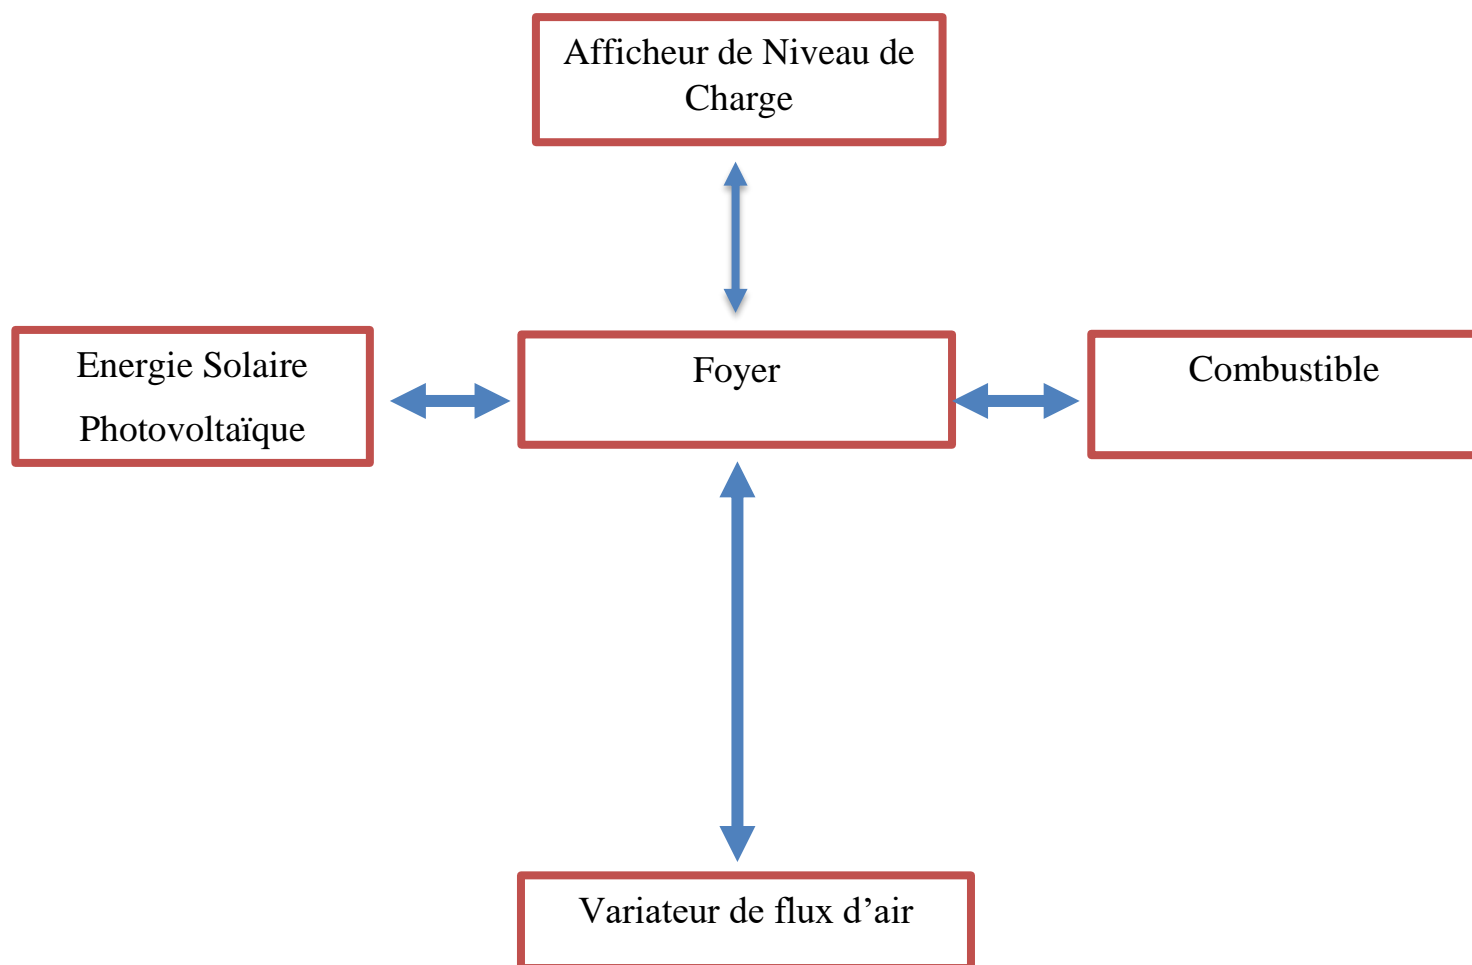 Afficheur de Niveau de
Charge
Energie Solaire
Photovoltaïque
Foyer
Combustible
Variateur de flux d’air